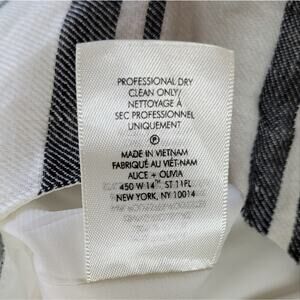 PROFESSIONAL DRY
CLEAN ONLY/
NETTOYAGE À
SEC PROFESSIONNEL
UNIQUEMENT
P
MADE IN VIETNAM
FABRIQUÉ AU VIÊT-NAM
ALICE + OLIVIA
450 W 14TH ST 11FL
NEW YORK, NY 10014